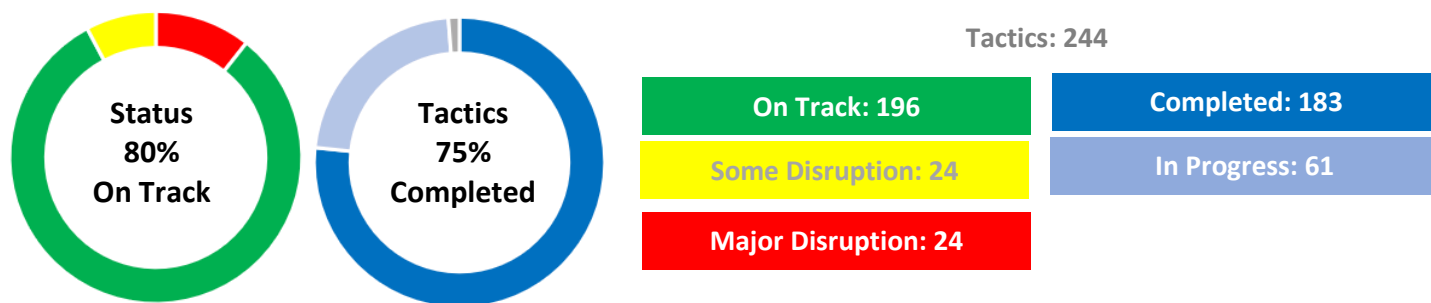 Status
80%
On Track
Tactics
75%
Completed
Tactics: 244
On Track: 196
Some Disruption: 24
Major Disruption: 24
Completed: 183
In Progress: 61